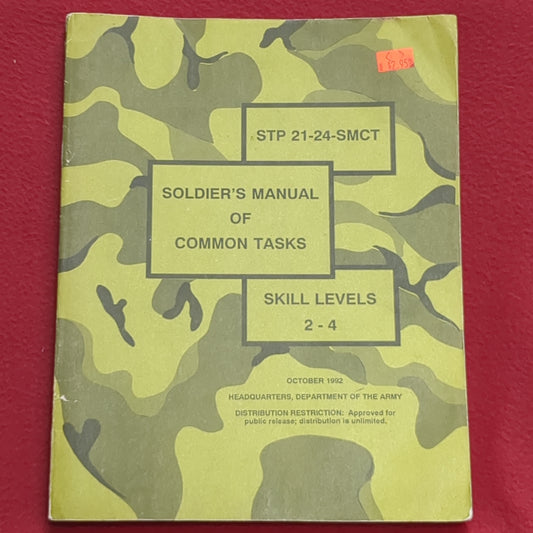 STP 21-24-SMCT
SOLDIER'S MANUAL
OF
COMMON TASKS
SKILL LEVELS
2 - 4
OCTOBER 1992
HEADQUARTERS, DEPARTMENT OF THE ARMY
DISTRIBUTION RESTRICTION: Approved for
public release; distribution is unlimited.